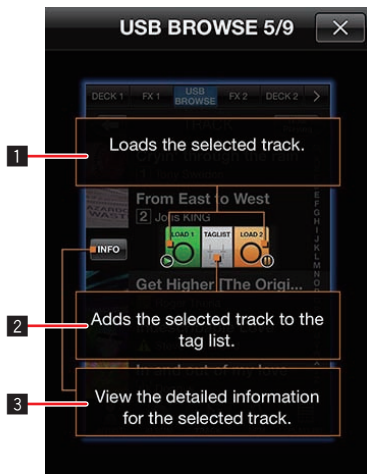 USB BROWSE 5/9
DECK 1 FX 1 USB BROWSE FX 2 DECK 2 >
1
Loads the selected track.
From East to West
2 Joris KING
LOAD 1 TAGLIST LOAD 2
INFO
Get Higher (The Origi...
2
Adds the selected track to the
tag list.
3
View the detailed information
for the selected track.